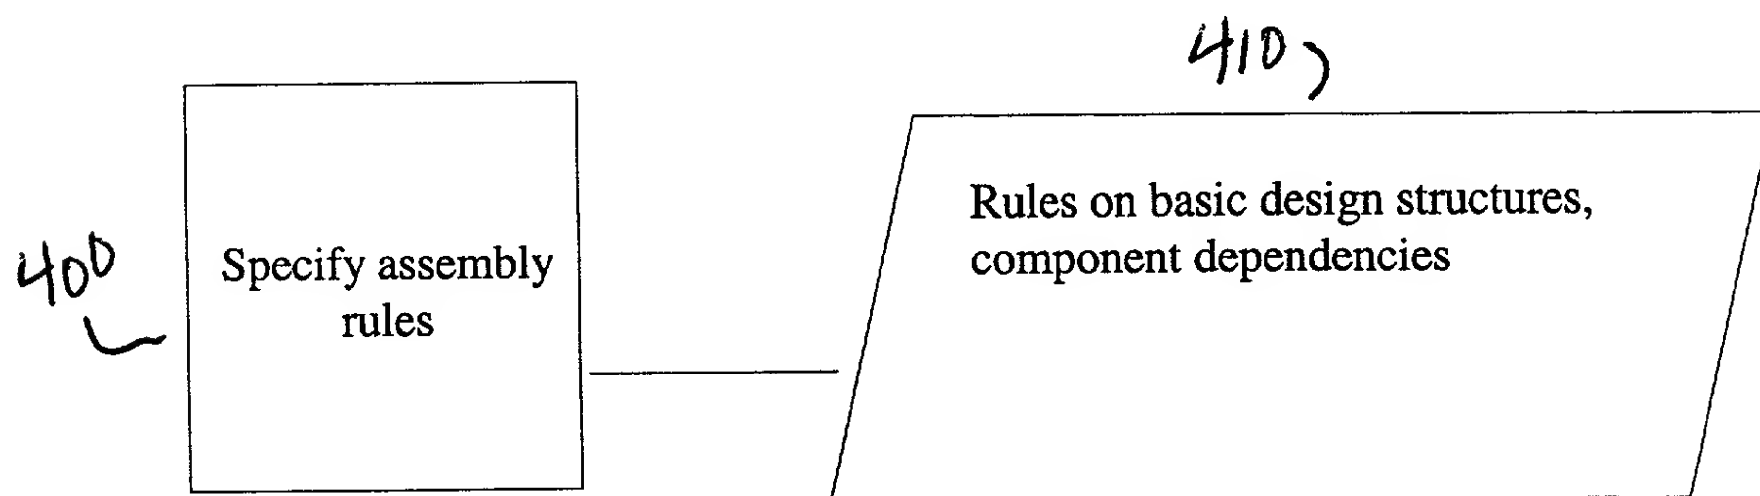 410
Rules on basic design structures,
component dependencies
400
Specify assembly
rules